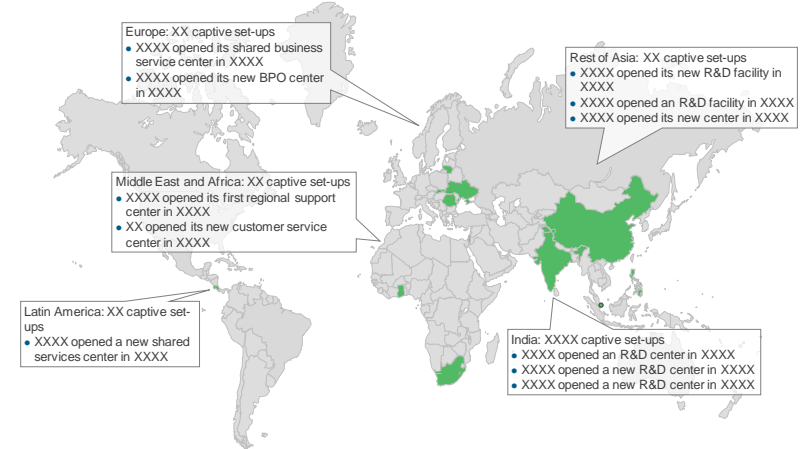 Europe: XX captive set-ups
• XXXX opened its shared business
service center in XXXX
• XXXX opened its new BPO center
in XXXX
Rest of Asia: XX captive set-ups
• XXXX opened its new R&D facility in
XXXX
• XXXX opened an R&D facility in XXXX
• XXXX opened its new center in XXXX
Middle East and Africa: XX captive set-ups
• XXXX opened its first regional support
center in XXXX
• XX opened its new customer service
center in XXXX
Latin America: XX captive set-
ups
• XXXX opened a new shared
services center in XXXX
India: XXXX captive set-ups
• XXXX opened an R&D center in XXXX
• XXXX opened a new R&D center in XXXX
• XXXX opened a new R&D center in XXXX